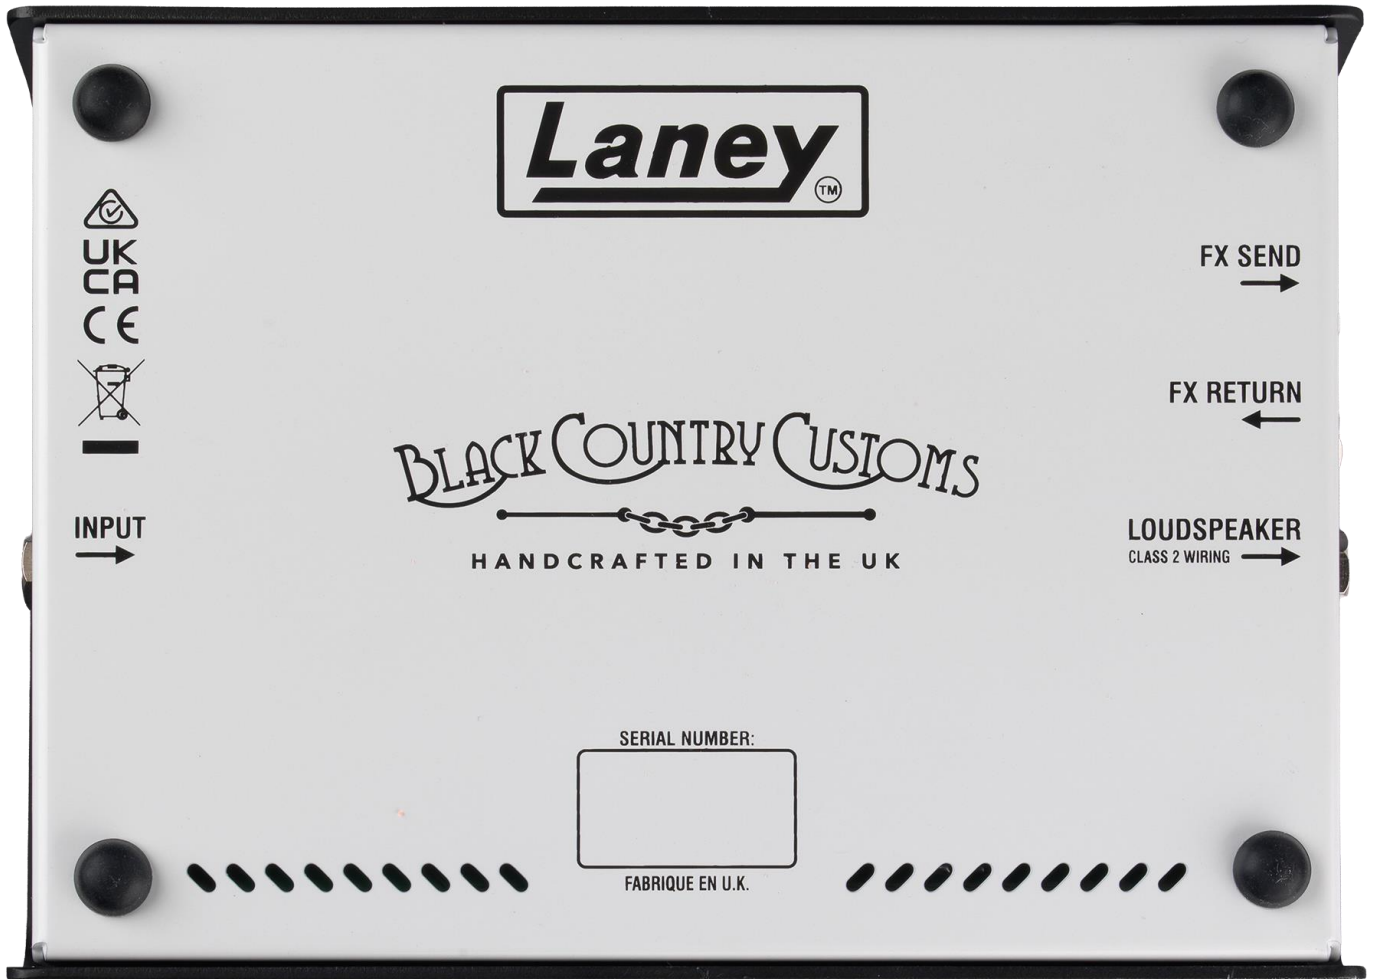 Laney
TM
UK
CA
CE
FX SEND
FX RETURN
BLACK COUNTRY CUSTOMS
HANDCRAFTED IN THE UK
INPUT
LOUDSPEAKER
CLASS 2 WIRING
SERIAL NUMBER:
FABRIQUE EN U.K.